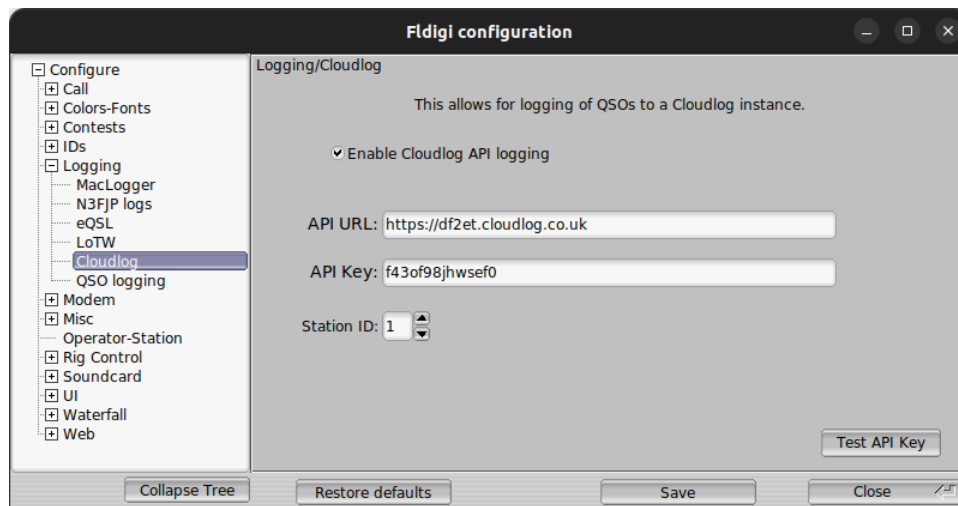 Fldigi configuration
Configure
Call
Colors-Fonts
Contests
IDs
Logging
MacLogger
N3FJP logs
eQSL
LoTW
Cloudlog
QSO logging
Modem
Misc
Operator-Station
Rig Control
Soundcard
UI
Waterfall
Web
Collapse Tree
Logging/Cloudlog
This allows for logging of QSOs to a Cloudlog instance.
Enable Cloudlog API logging
API URL: https://df2et.cloudlog.co.uk
API Key: f43of98jhwsef0
Station ID: 1
Test API Key
Restore defaults
Save
Close